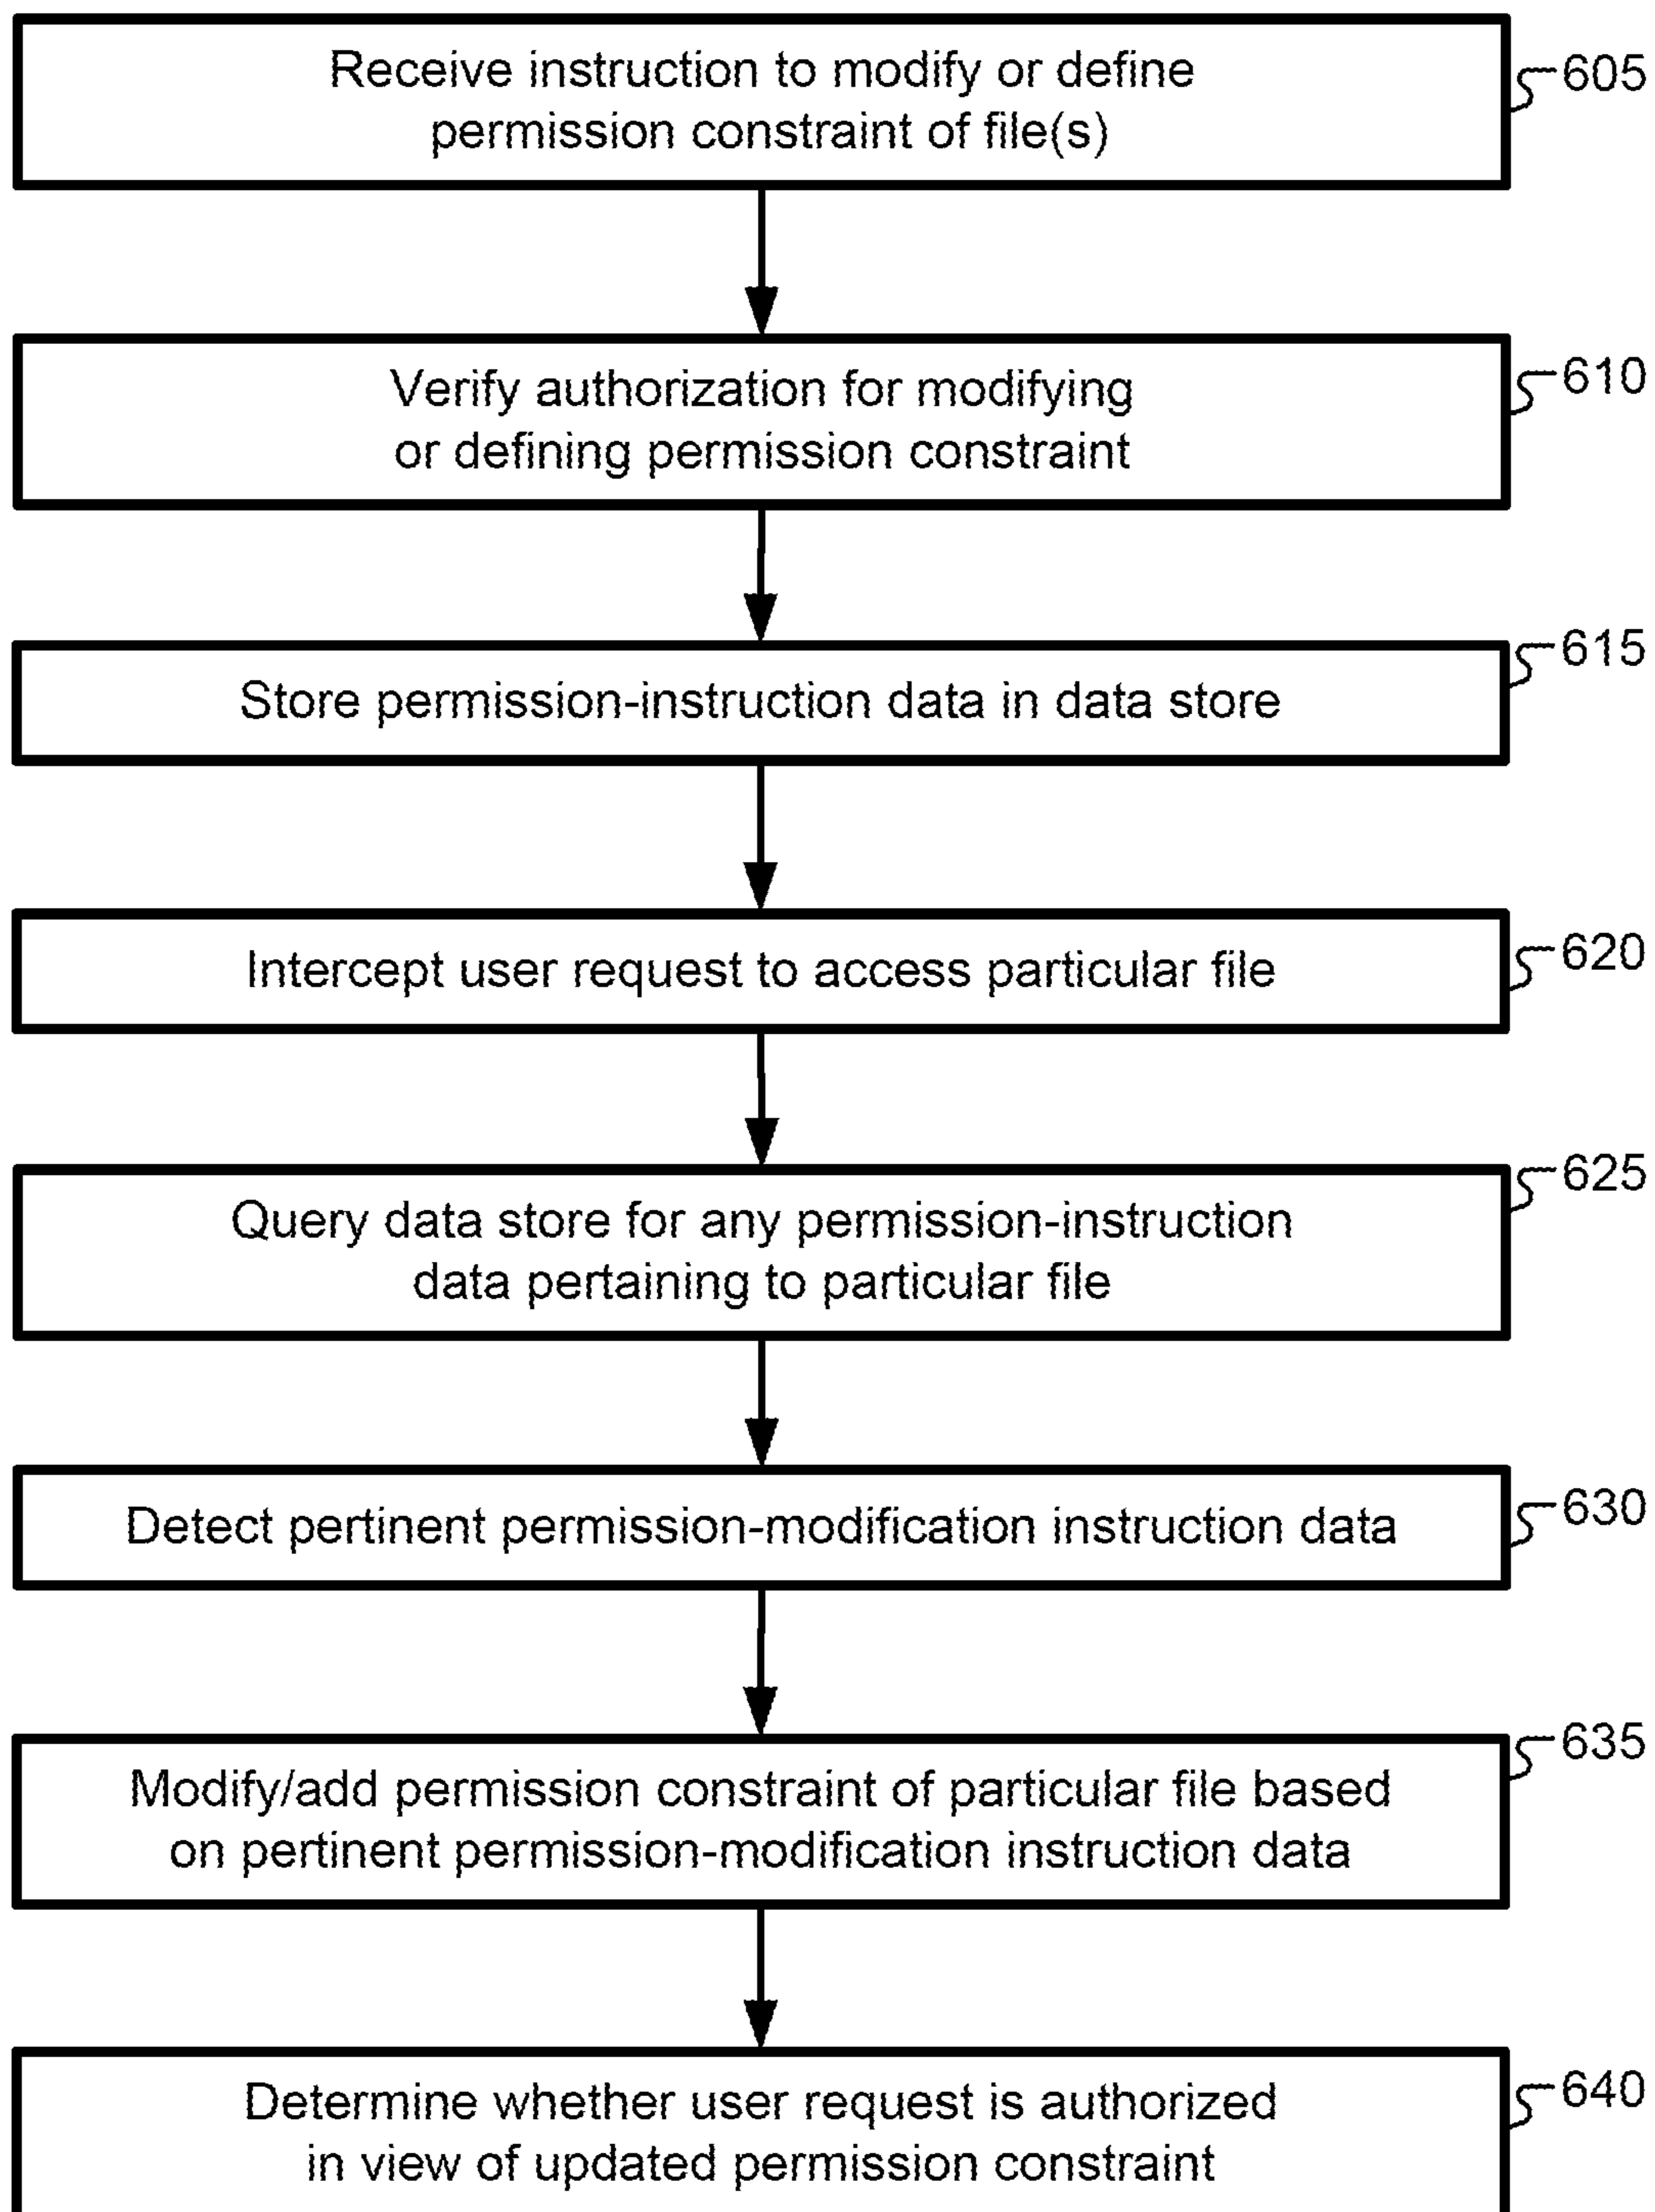 Receive instruction to modify or define
permission constraint of file(s)
605
Verify authorization for modifying
or defining permission constraint
610
Store permission-instruction data in data store
615
Intercept user request to access particular file
620
Query data store for any permission-instruction
data pertaining to particular file
625
Detect pertinent permission-modification instruction data
630
Modify/add permission constraint of particular file based
on pertinent permission-modification instruction data
635
Determine whether user request is authorized
in view of updated permission constraint
640